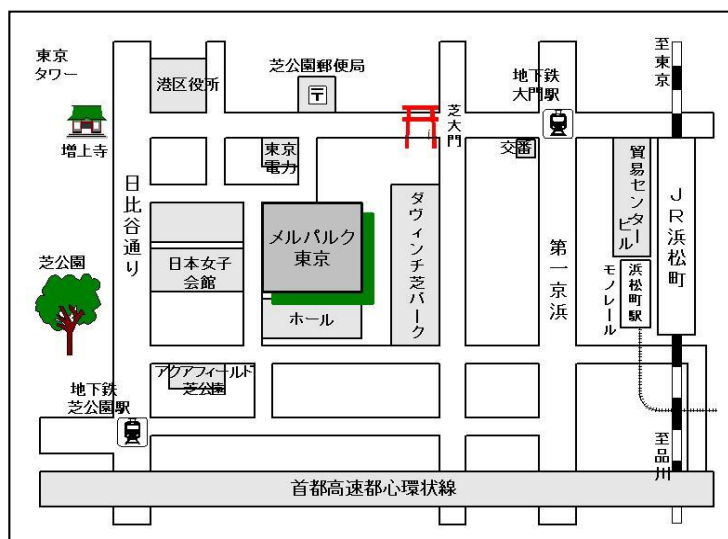 東京
タワー
港区役所
芝公園郵便局
地下鉄
大門駅
至東京
増上寺
東京
電力
芝大門
交番
貿易センター
ビル
JR浜松町
日比谷通り
メルパルク
東京
ダヴィンチ芝パーク
第一京浜
日本女子
会館
芝公園
ホール
モノレール
浜松町駅
アクアフィールド
芝公園
地下鉄
芝公園駅
至品川
首都高速都心環状線